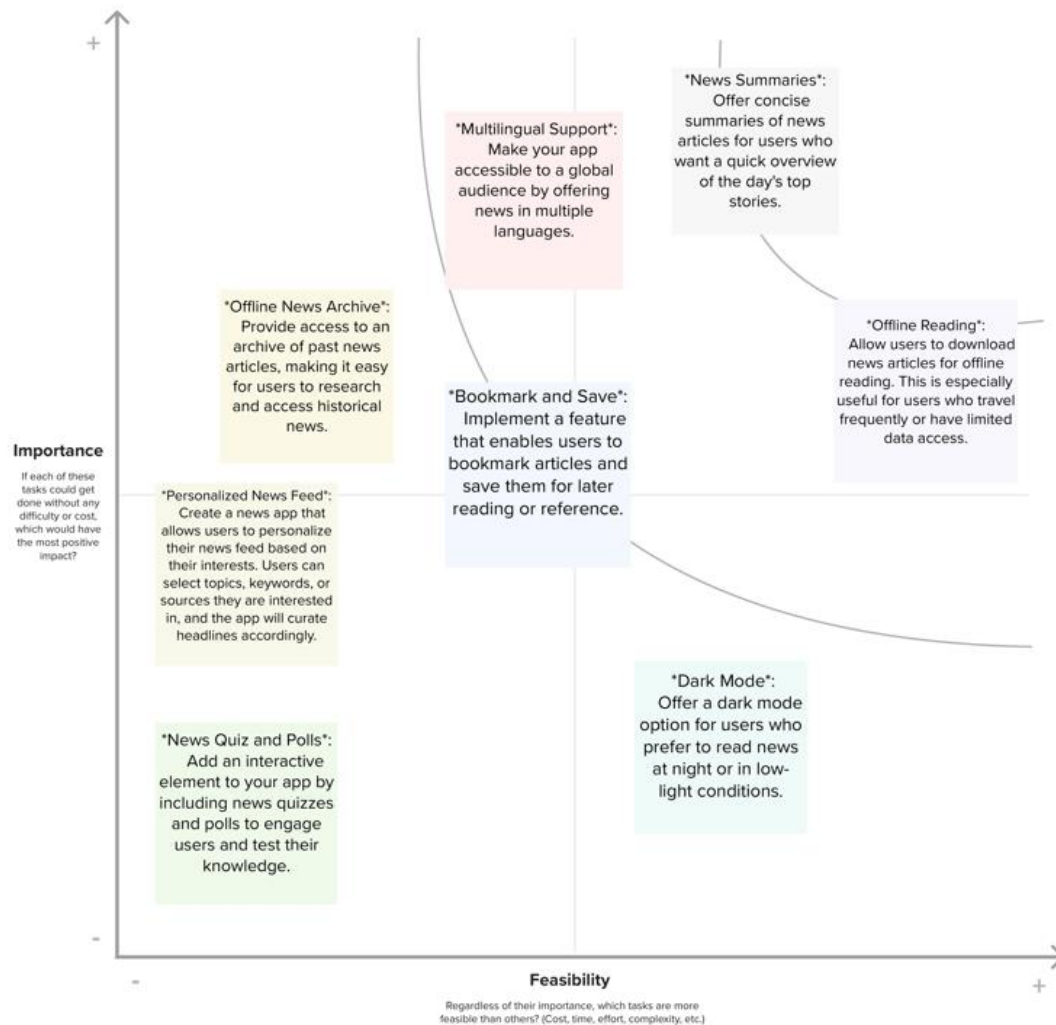 +
*News Summaries*:
Offer concise
summaries of news
articles for users who
want a quick overview
of the day's top
stories.
*Multilingual Support*:
Make your app
accessible to a global
audience by offering
news in multiple
languages.
*Offline News Archive*:
Provide access to an
archive of past news
articles, making it easy
for users to research
and access historical
news.
*Offline Reading*:
Allow users to download
news articles for offline
reading. This is especially
useful for users who travel
frequently or have limited
data access.
*Bookmark and Save*:
Implement a feature
that enables users to
bookmark articles and
save them for later
reading or reference.
Importance
If each of these
tasks could get
done without any
difficulty or cost,
which would have
the most positive
impact?
*Personalized News Feed*:
Create a news app that
allows users to personalize
their news feed based on
their interests. Users can
select topics, keywords, or
sources they are interested
in, and the app will curate
headlines accordingly.
*Dark Mode*:
Offer a dark mode
option for users who
prefer to read news
at night or in low-
light conditions.
*News Quiz and Polls*:
Add an interactive
element to your app by
including news quizzes
and polls to engage
users and test their
knowledge.
-
-
Feasibility
+
Regardless of their importance, which tasks are more
feasible than others? (Cost, time, effort, complexity, etc.)